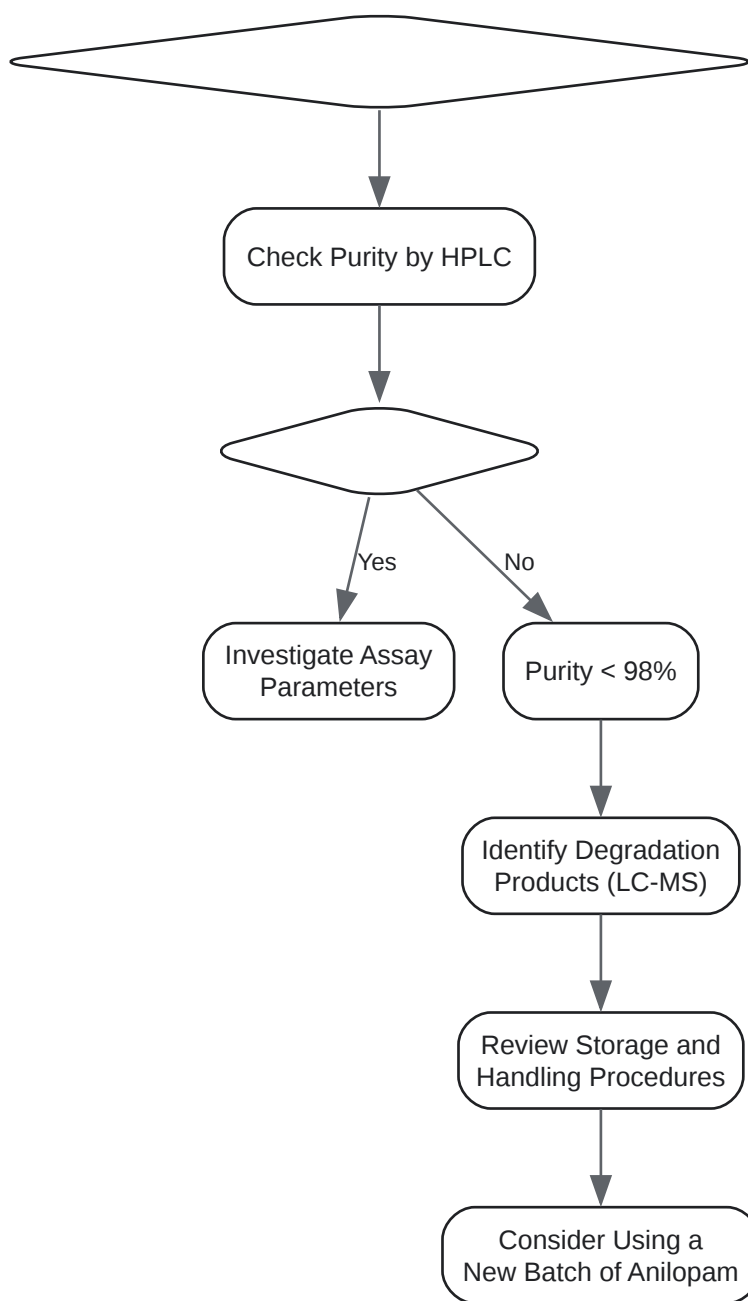 Check Purity by HPLC
Yes
No
Investigate Assay
Parameters
Purity < 98%
Identify Degradation
Products (LC-MS)
Review Storage and
Handling Procedures
Consider Using a
New Batch of Anilopam